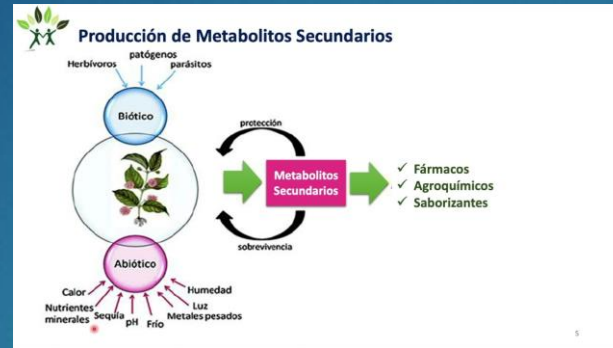 Producción de Metabolitos Secundarios
patógenos
Herbívoros
parásitos
Biótico
protección
Metabolitos
Secundarios
✓ Fármacos
✓ Agroquímicos
✓ Saborizantes
sobrevivencia
Abiótico
Calor
Humedad
Nutrientes
minerales
Sequía
pH
Frío
Luz
Metales pesados
5